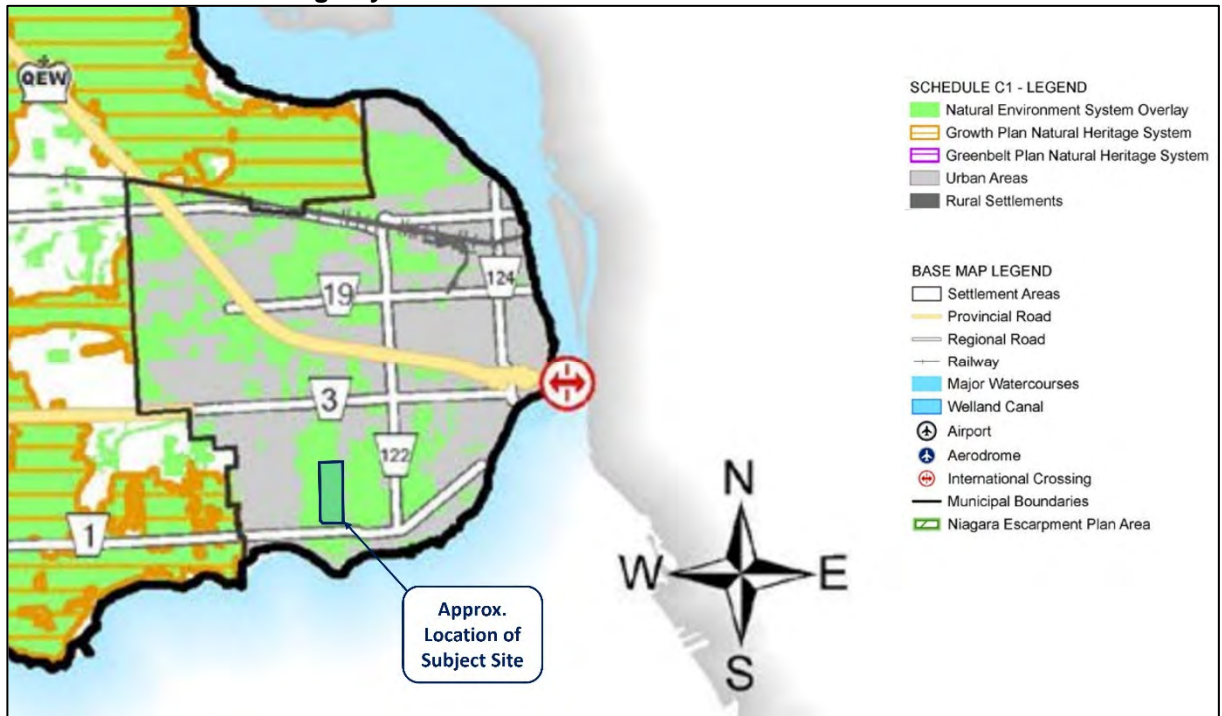 QEW
19
124
3
122
1
Approx.
Location of
Subject Site
N
W
E
S
SCHEDULE C1 - LEGEND
Natural Environment System Overlay
Growth Plan Natural Heritage System
Greenbelt Plan Natural Heritage System
Urban Areas
Rural Settlements
BASE MAP LEGEND
Settlement Areas
Provincial Road
Regional Road
Railway
Major Watercourses
Welland Canal
Airport
Aerodrome
International Crossing
Municipal Boundaries
Niagara Escarpment Plan Area